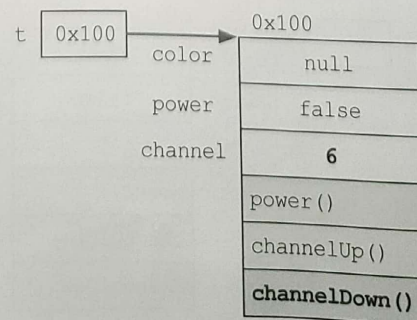 0x100
t 0x100
color null
power false
channel 6
power()
channelUp()
channelDown()